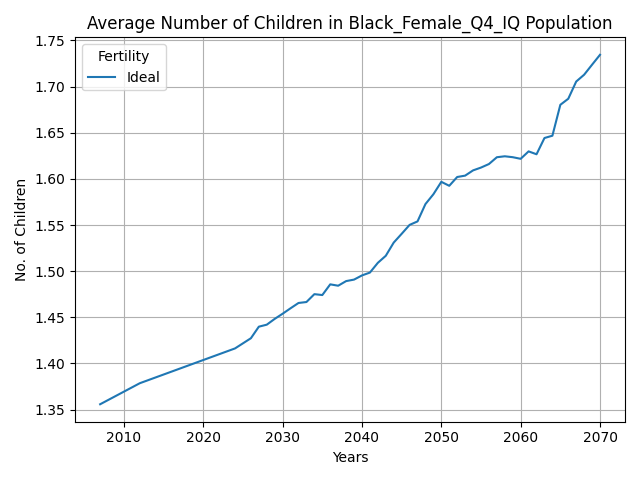 Average Number of Children in Black_Female_Q4_IQ Population
Fertility
Ideal
No. of Children
1.75
1.70
1.65
1.60
1.55
1.50
1.45
1.40
1.35
2010 2020 2030 2040 2050 2060 2070
Years